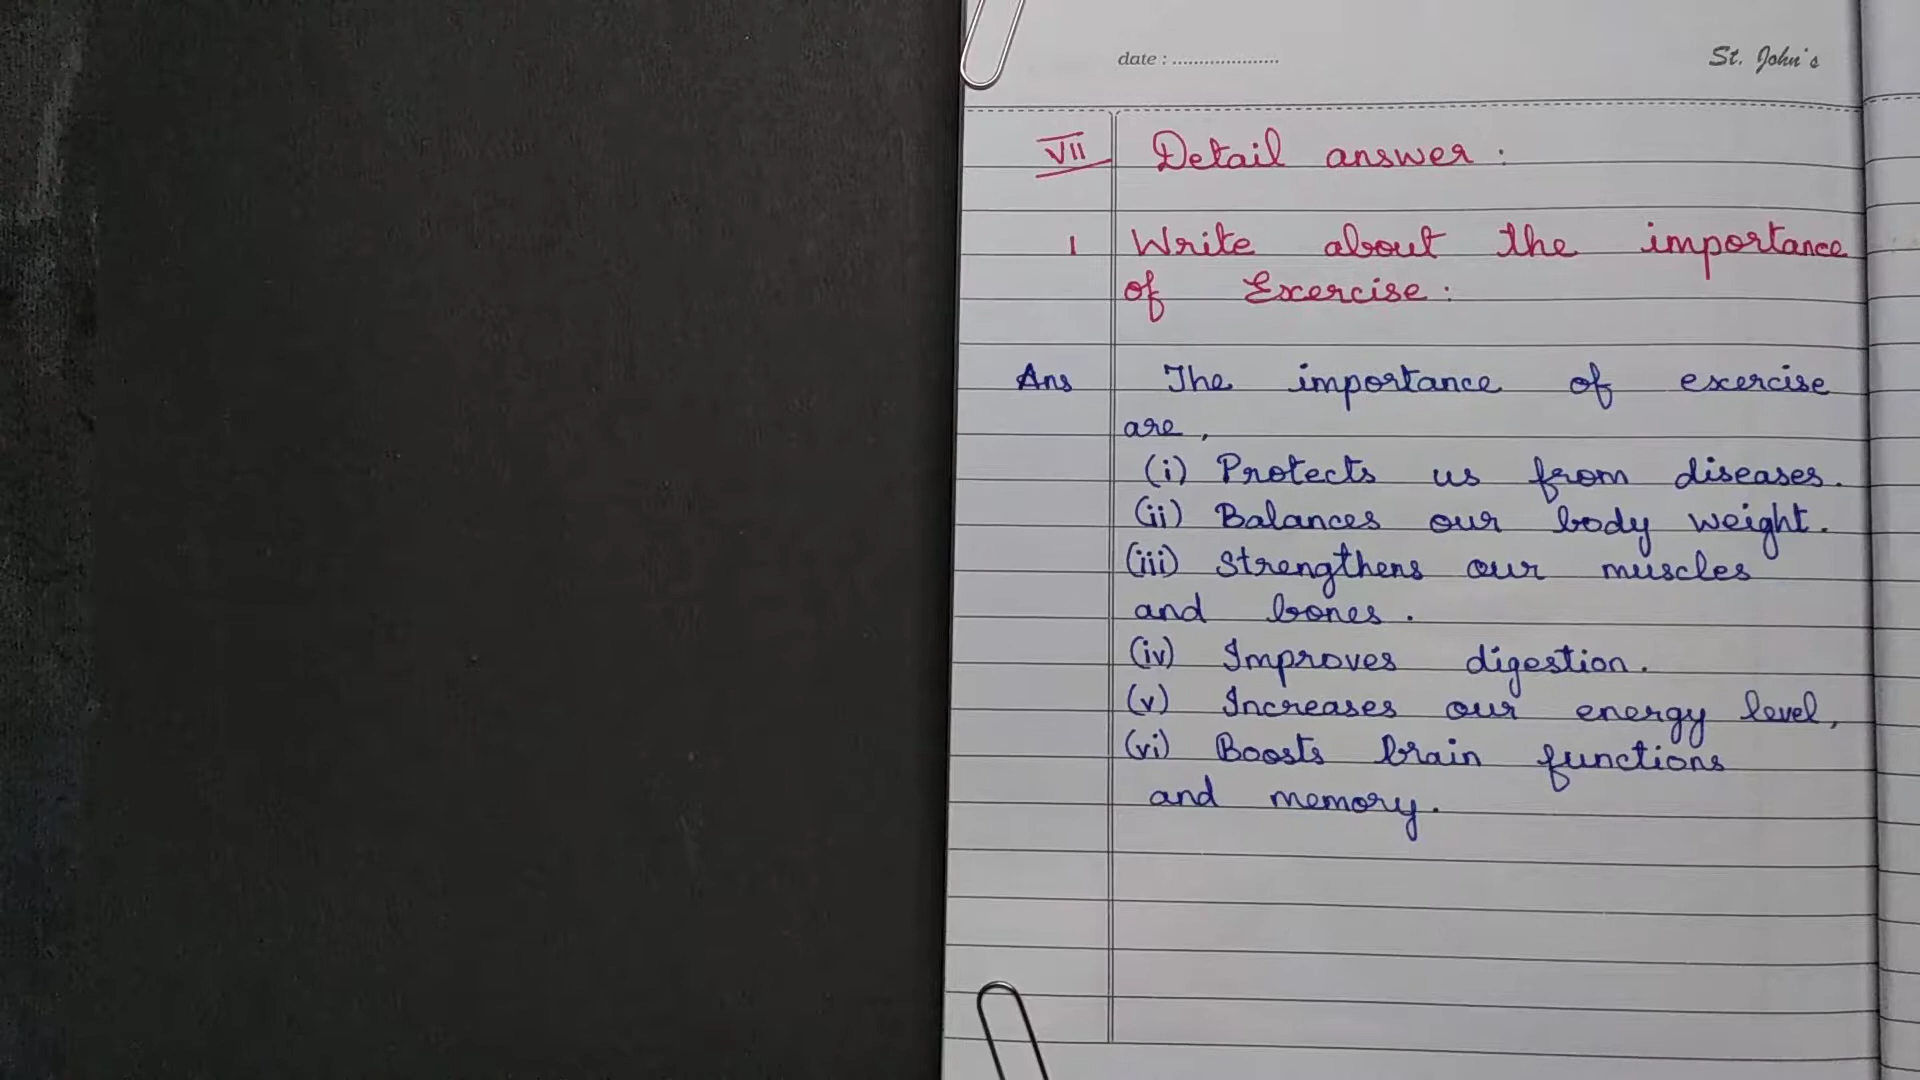 date : ....................
St. John's
VII Detail answer :
1 Write about the importance
of Exercise :
Ans The importance of exercise
are,
(i) Protects us from diseases.
(ii) Balances our body weight.
(iii) Strengthens our muscles
and bones.
(iv) Improves digestion.
(v) Increases our energy level,
(vi) Boosts brain functions
and memory.